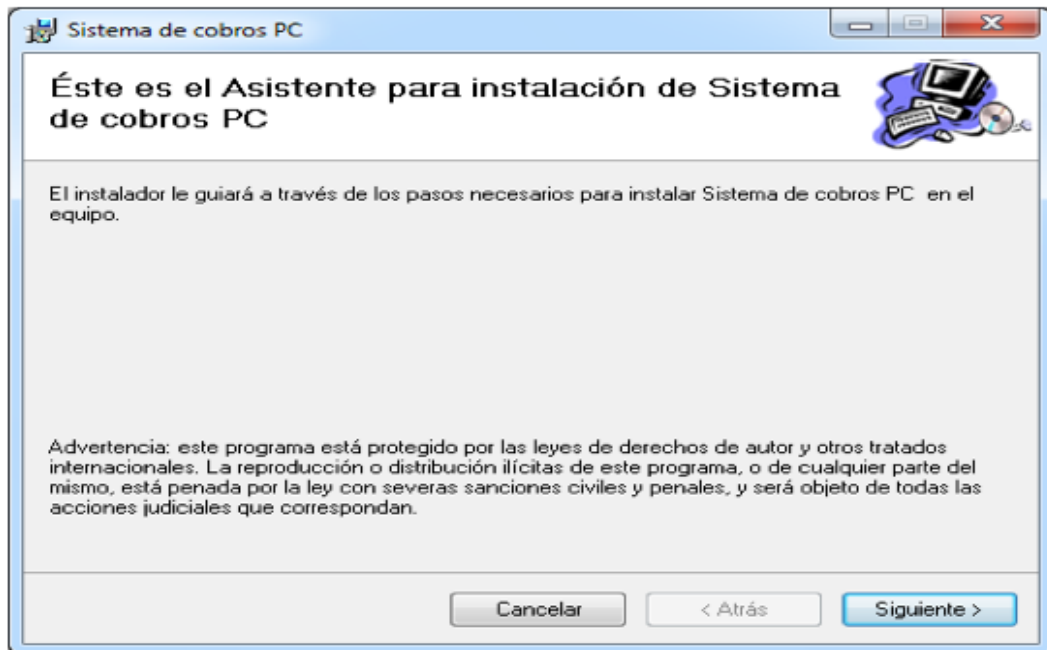 Sistema de cobros PC
Éste es el Asistente para instalación de Sistema
de cobros PC
El instalador le guiará a través de los pasos necesarios para instalar Sistema de cobros PC en el
equipo.
Advertencia: este programa está protegido por las leyes de derechos de autor y otros tratados
internacionales. La reproducción o distribución ilícitas de este programa, o de cualquier parte del
mismo, está penada por la ley con severas sanciones civiles y penales, y será objeto de todas las
acciones judiciales que correspondan.
Cancelar < Atrás Siguiente >